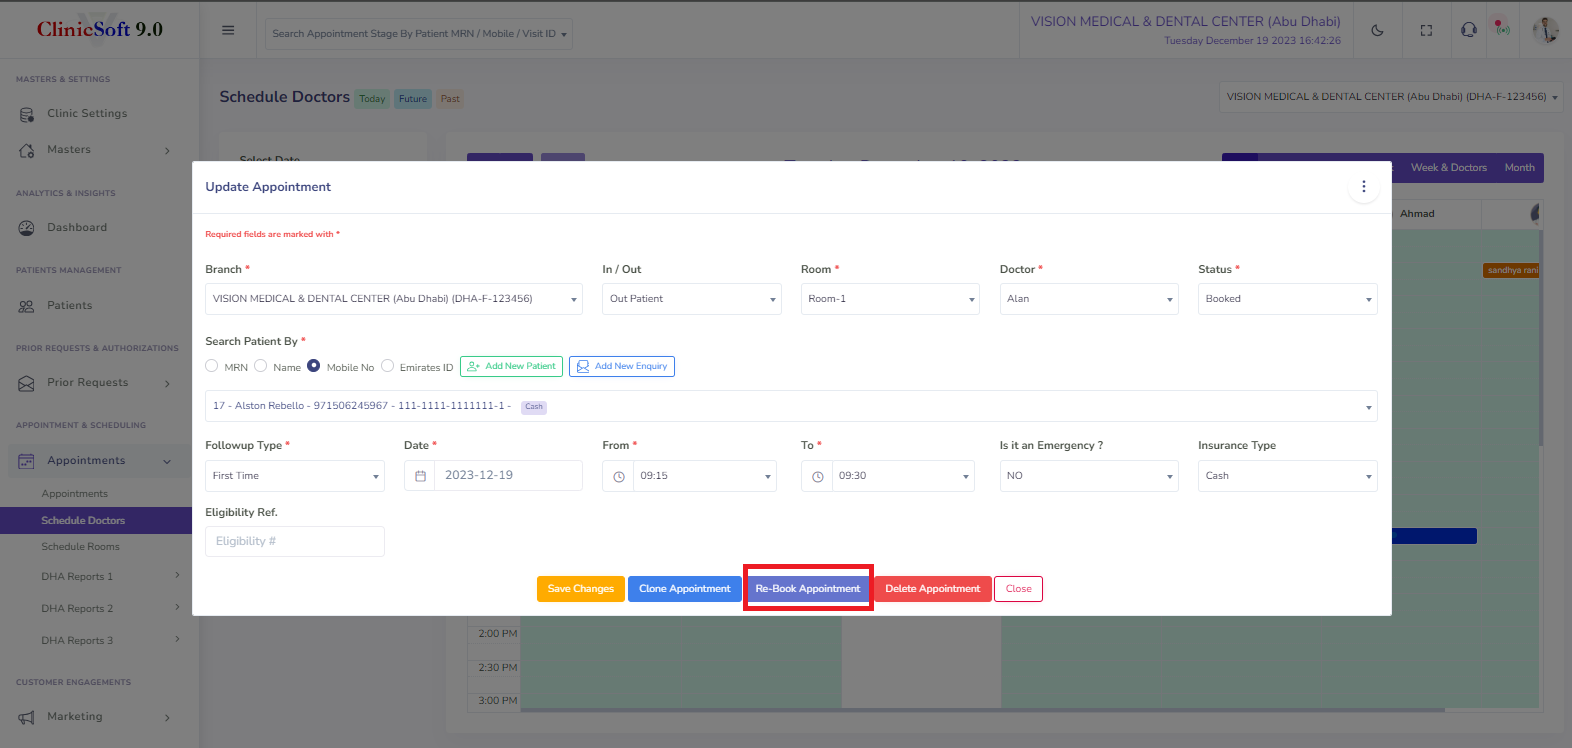 ClinicSoft 9.0
Search Appointment Stage By Patient MRN / Mobile / Visit ID
VISION MEDICAL & DENTAL CENTER (Abu Dhabi)
Tuesday December 19 2023 16:42:26
MASTERS & SETTINGS
Clinic Settings
Masters
ANALYTICS & INSIGHTS
Dashboard
PATIENTS MANAGEMENT
Patients
PRIOR REQUESTS & AUTHORIZATIONS
Prior Requests
APPOINTMENT & SCHEDULING
Appointments
Appointments
Schedule Doctors
Schedule Rooms
DHA Reports 1
DHA Reports 2
DHA Reports 3
CUSTOMER ENGAGEMENTS
Marketing
Schedule Doctors Today Future Past
VISION MEDICAL & DENTAL CENTER (Abu Dhabi) (DHA-F-123456)
Select Date
Week & Doctors Month
Ahmad
sandhya rani
Update Appointment
Required fields are marked with *
Branch * In / Out Room * Doctor * Status *
VISION MEDICAL & DENTAL CENTER (Abu Dhabi) (DHA-F-123456) Out Patient Room-1 Alan Booked
Search Patient By *
MRN Name Mobile No Emirates ID Add New Patient Add New Enquiry
17 - Alston Rebello - 971506245967 - 111-1111-1111111-1 - Cash
Followup Type * Date * From * To * Is it an Emergency ? Insurance Type
First Time 2023-12-19 09:15 09:30 NO Cash
Eligibility Ref.
Eligibility #
Save Changes Clone Appointment Re-Book Appointment Delete Appointment Close
2:00 PM
2:30 PM
3:00 PM